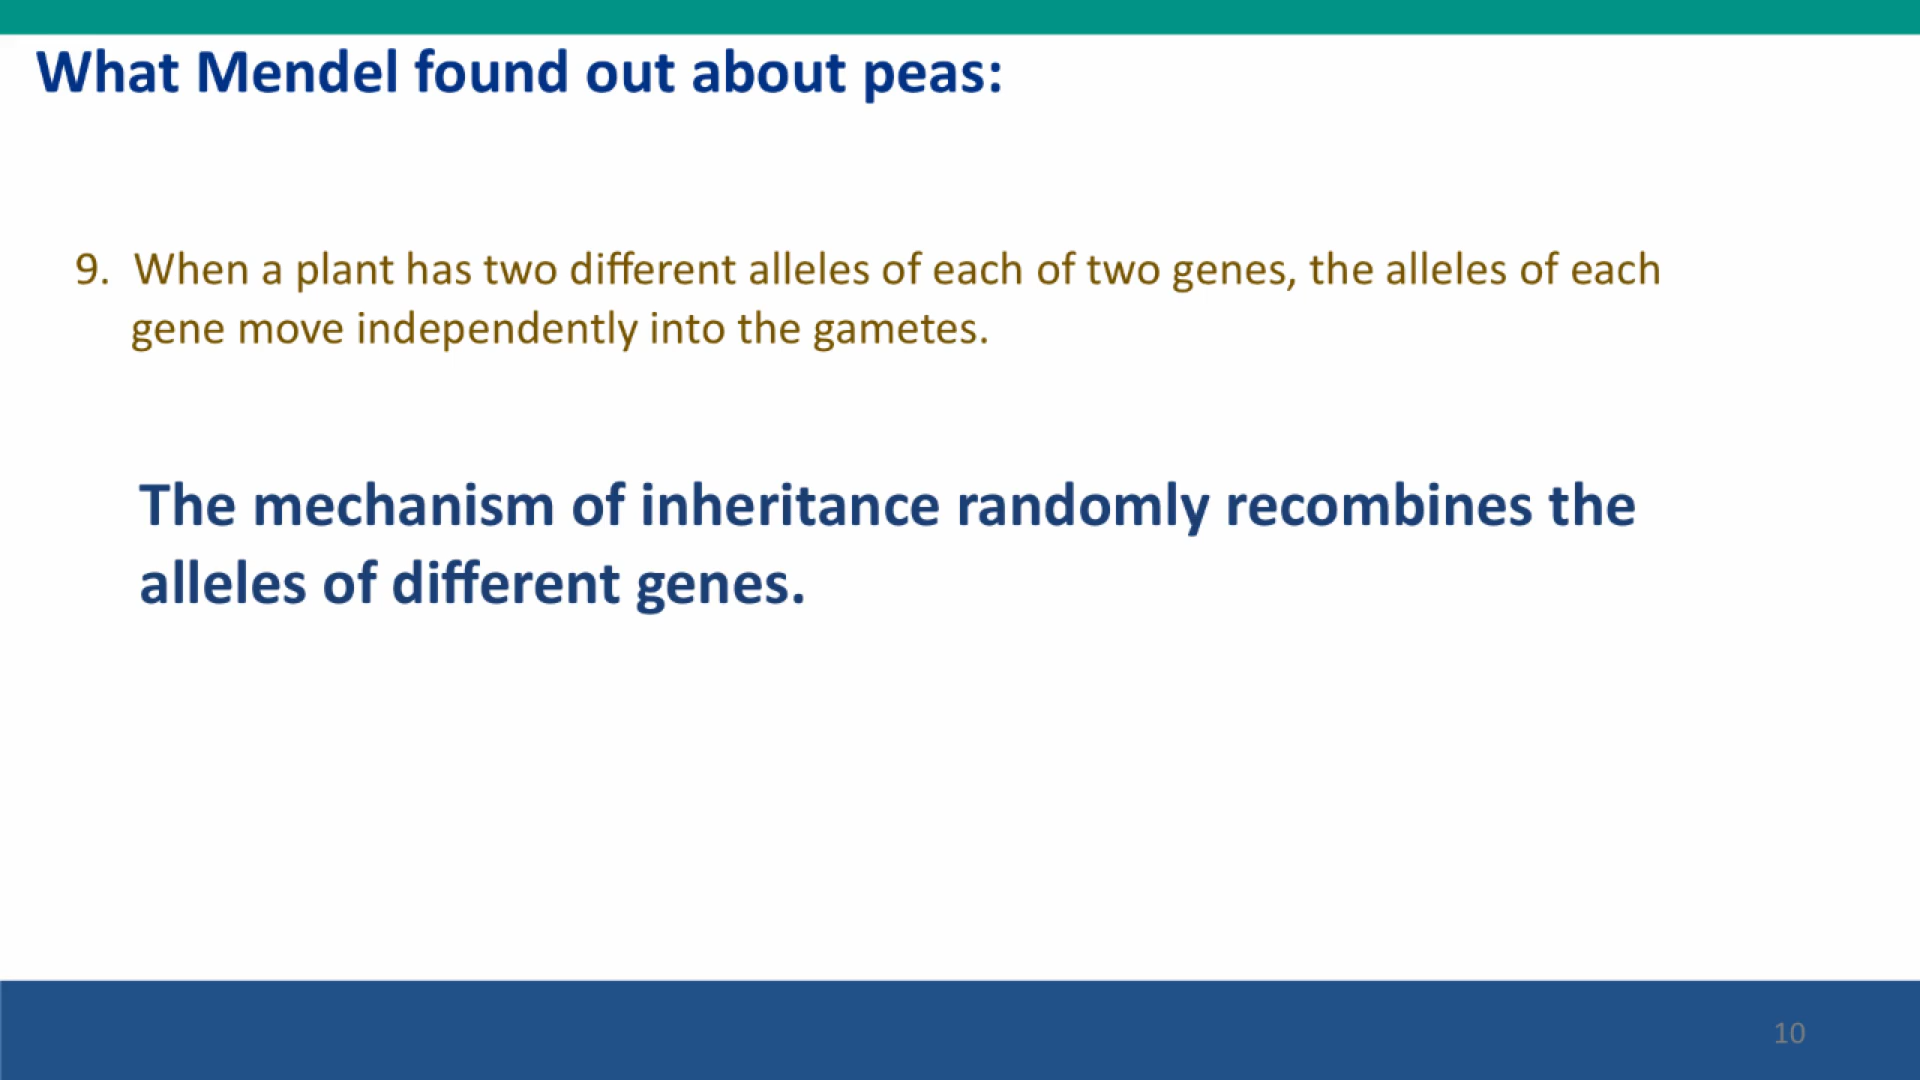 What Mendel found out about peas:
9. When a plant has two different alleles of each of two genes, the alleles of each
gene move independently into the gametes.
The mechanism of inheritance randomly recombines the
alleles of different genes.
10